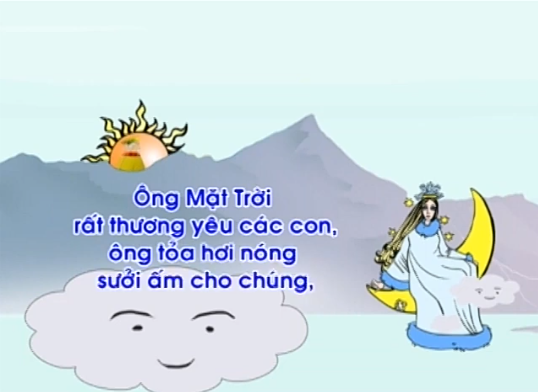 Ông Mặt Trời
rất thương yêu các con,
ông tỏa hơi nóng
sưởi ấm cho chúng,